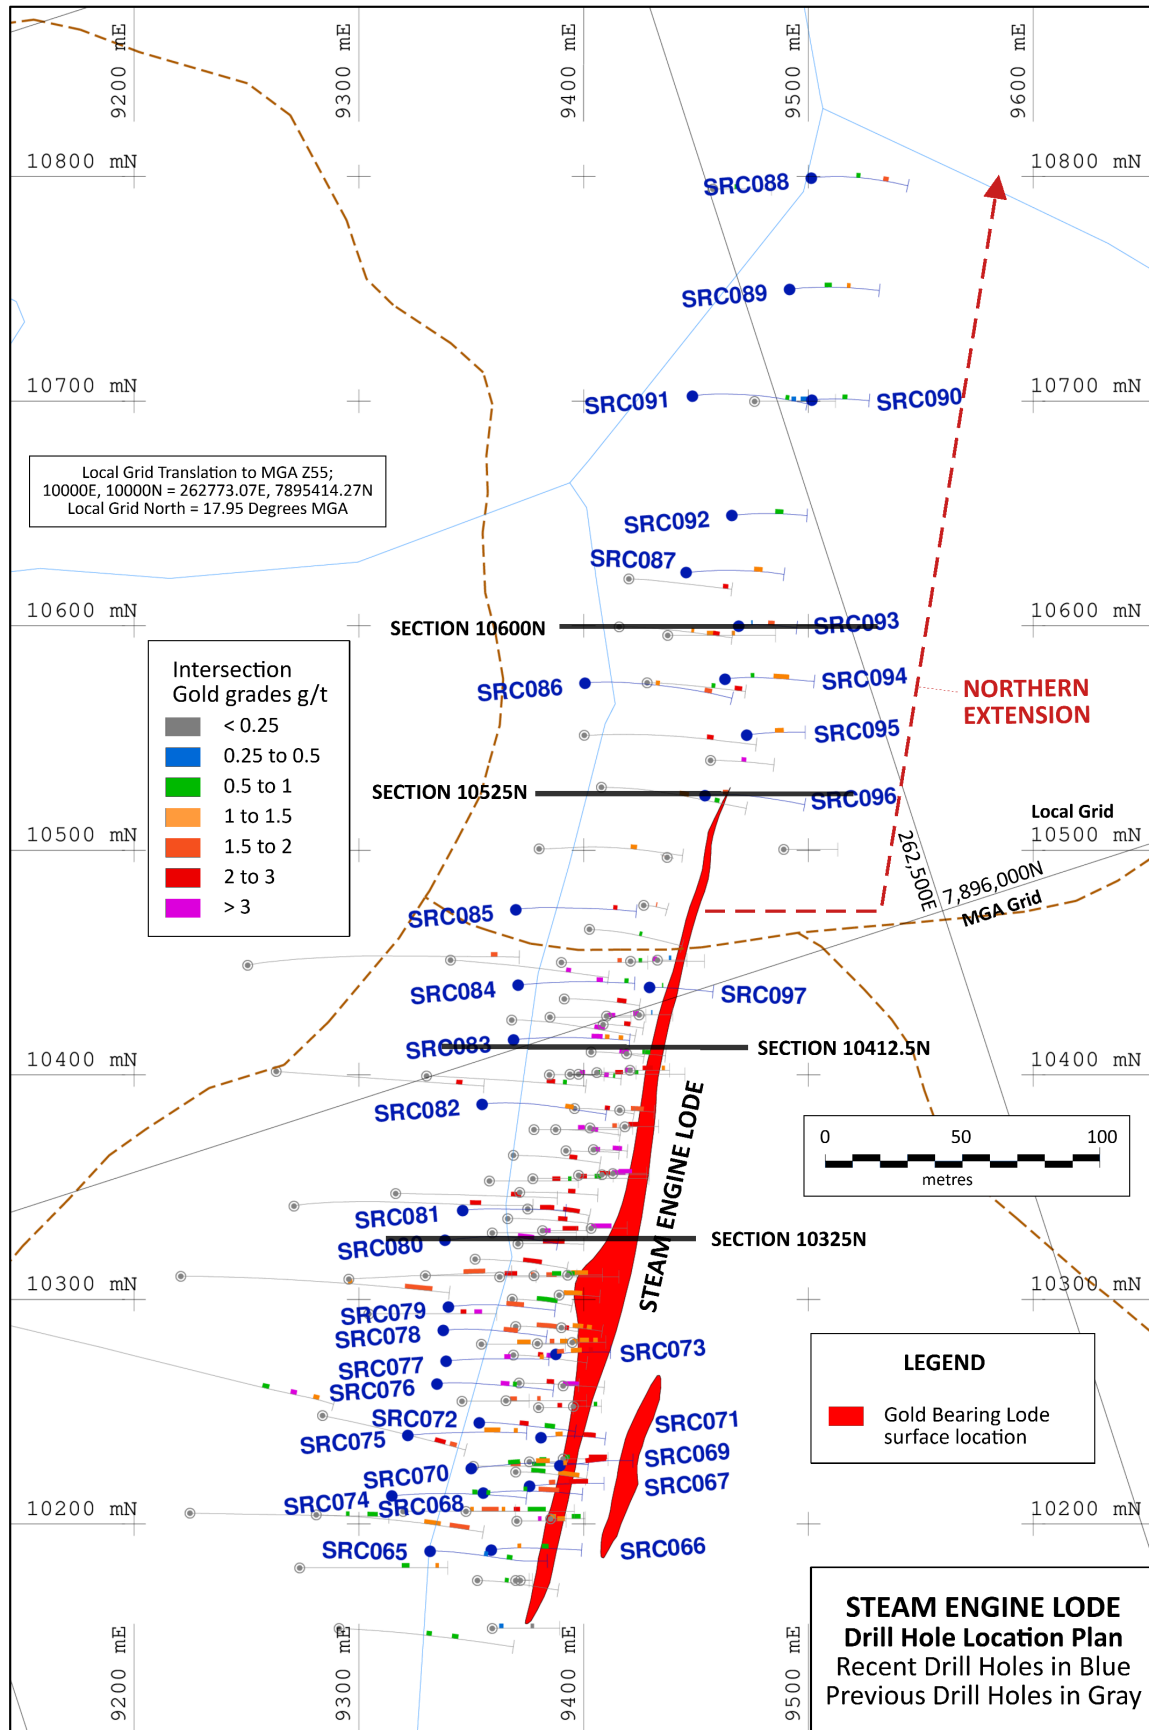 9200 mE
9300 mE
9400 mE
9500 mE
9600 mE
10800 mN
10800 mN
SRC088
SRC089
10700 mN
10700 mN
SRC091
SRC090
Local Grid Translation to MGA Z55;
10000E, 10000N = 262773.07E, 7895414.27N
Local Grid North = 17.95 Degrees MGA
SRC092
SRC087
10600 mN
10600 mN
SECTION 10600N
SRC093
Intersection
Gold grades g/t
< 0.25
0.25 to 0.5
0.5 to 1
1 to 1.5
1.5 to 2
2 to 3
> 3
SRC086
SRC094
NORTHERN
EXTENSION
SRC095
SECTION 10525N
SRC096
Local Grid
10500 mN
262,500E
7,896,000N
MGA Grid
SRC085
SRC084
SRC097
SRC083
SECTION 10412.5N
10400 mN
10400 mN
SRC082
STEAM ENGINE LODE
0 50 100
metres
SRC081
SRC080
SECTION 10325N
10300 mN
10300 mN
SRC079
SRC078
SRC073
SRC077
SRC076
LEGEND
Gold Bearing Lode
surface location
SRC072
SRC071
SRC075
SRC069
SRC070
SRC067
SRC074
SRC068
10200 mN
10200 mN
SRC065
SRC066
STEAM ENGINE LODE
Drill Hole Location Plan
Recent Drill Holes in Blue
Previous Drill Holes in Gray
9200 mE
9300 mE
9400 mE
9500 mE